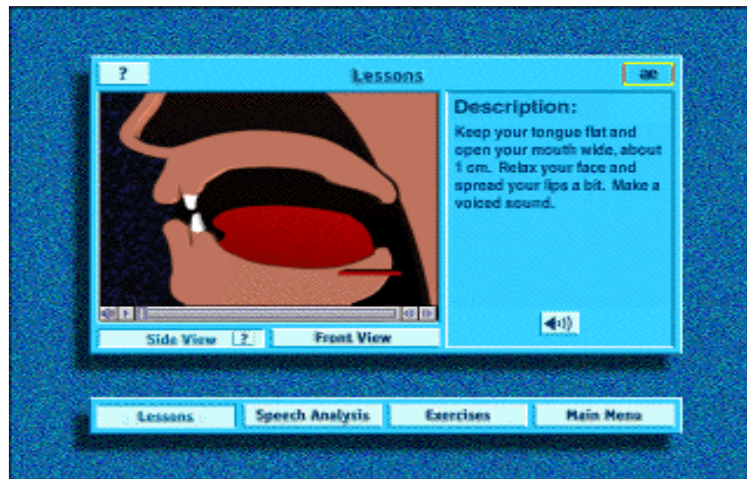 ?
Lessons
ae
Description:
Keep your tongue flat and
open your mouth wide, about
1 cm. Relax your face and
spread your lips a bit. Make a
voiced sound.
Side View ?
Front View
Lessons
Speech Analysis
Exercises
Main Menu